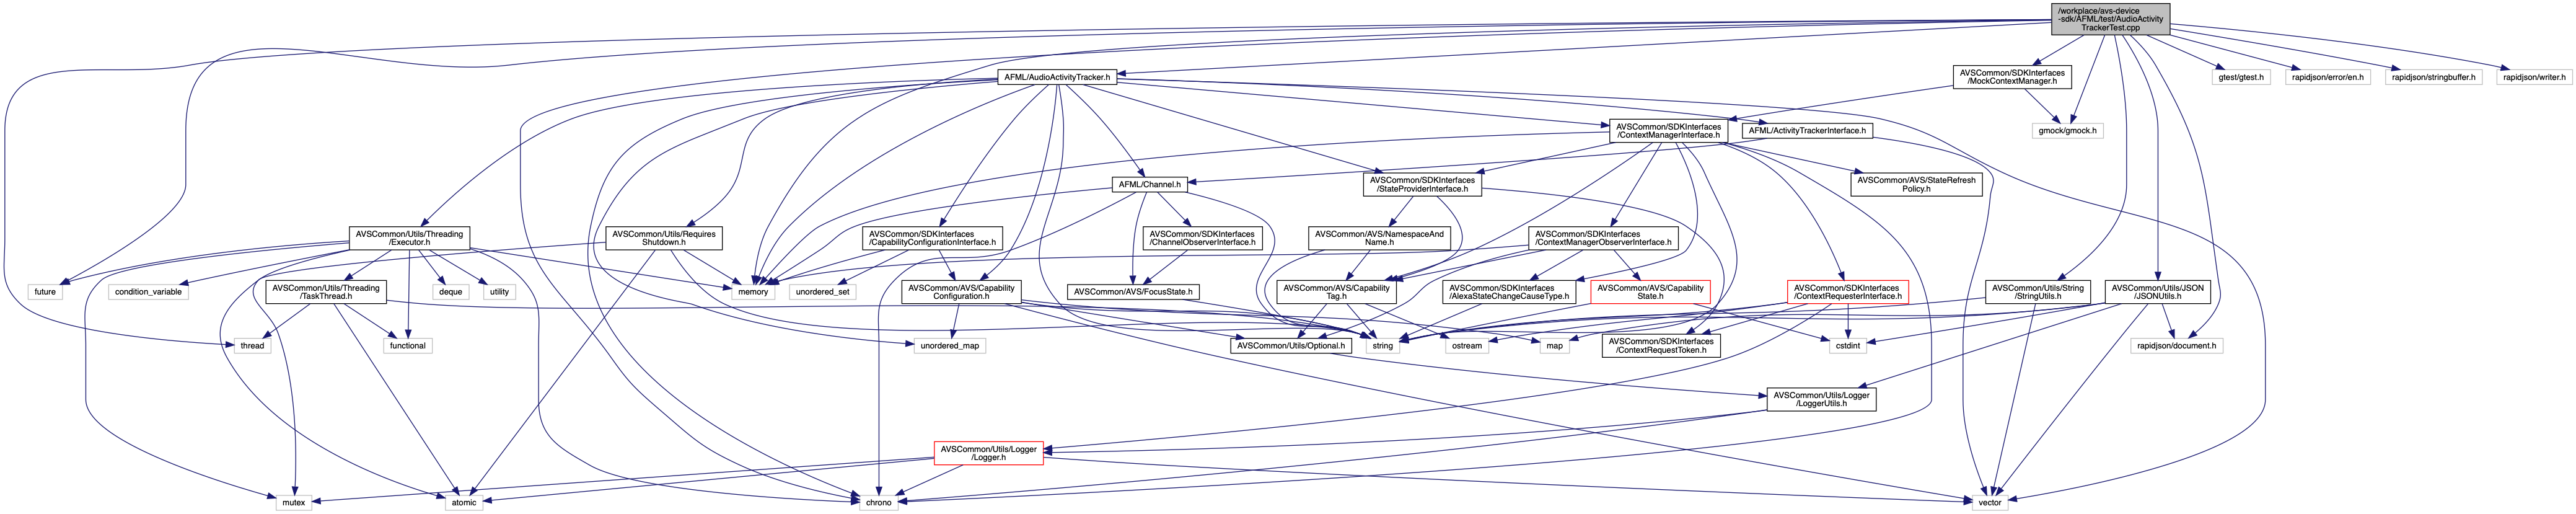 /workplace/avs-device
-sdk/AFML/test/AudioActivity
TrackerTest.cpp
AFML/AudioActivityTracker.h
AVSCommon/SDKInterfaces
/MockContextManager.h
gtest/gtest.h
rapidjson/error/en.h
rapidjson/stringbuffer.h
rapidjson/writer.h
AVSCommon/SDKInterfaces
/ContextManagerInterface.h
AFML/ActivityTrackerInterface.h
gmock/gmock.h
AFML/Channel.h
AVSCommon/SDKInterfaces
/StateProviderInterface.h
AVSCommon/AVS/StateRefresh
Policy.h
AVSCommon/Utils/Threading
/Executor.h
AVSCommon/Utils/Requires
Shutdown.h
AVSCommon/SDKInterfaces
/CapabilityConfigurationInterface.h
AVSCommon/SDKInterfaces
/ChannelObserverInterface.h
AVSCommon/AVS/NamespaceAnd
Name.h
AVSCommon/SDKInterfaces
/ContextManagerObserverInterface.h
future
condition_variable
AVSCommon/Utils/Threading
/TaskThread.h
deque
utility
memory
unordered_set
AVSCommon/AVS/Capability
Configuration.h
AVSCommon/AVS/FocusState.h
AVSCommon/AVS/Capability
Tag.h
AVSCommon/SDKInterfaces
/AlexaStateChangeCauseType.h
AVSCommon/AVS/Capability
State.h
AVSCommon/SDKInterfaces
/ContextRequesterInterface.h
AVSCommon/Utils/String
/StringUtils.h
AVSCommon/Utils/JSON
/JSONUtils.h
thread
functional
unordered_map
AVSCommon/Utils/Optional.h
string
ostream
map
AVSCommon/SDKInterfaces
/ContextRequestToken.h
cstdint
rapidjson/document.h
AVSCommon/Utils/Logger
/LoggerUtils.h
AVSCommon/Utils/Logger
/Logger.h
mutex
atomic
chrono
vector